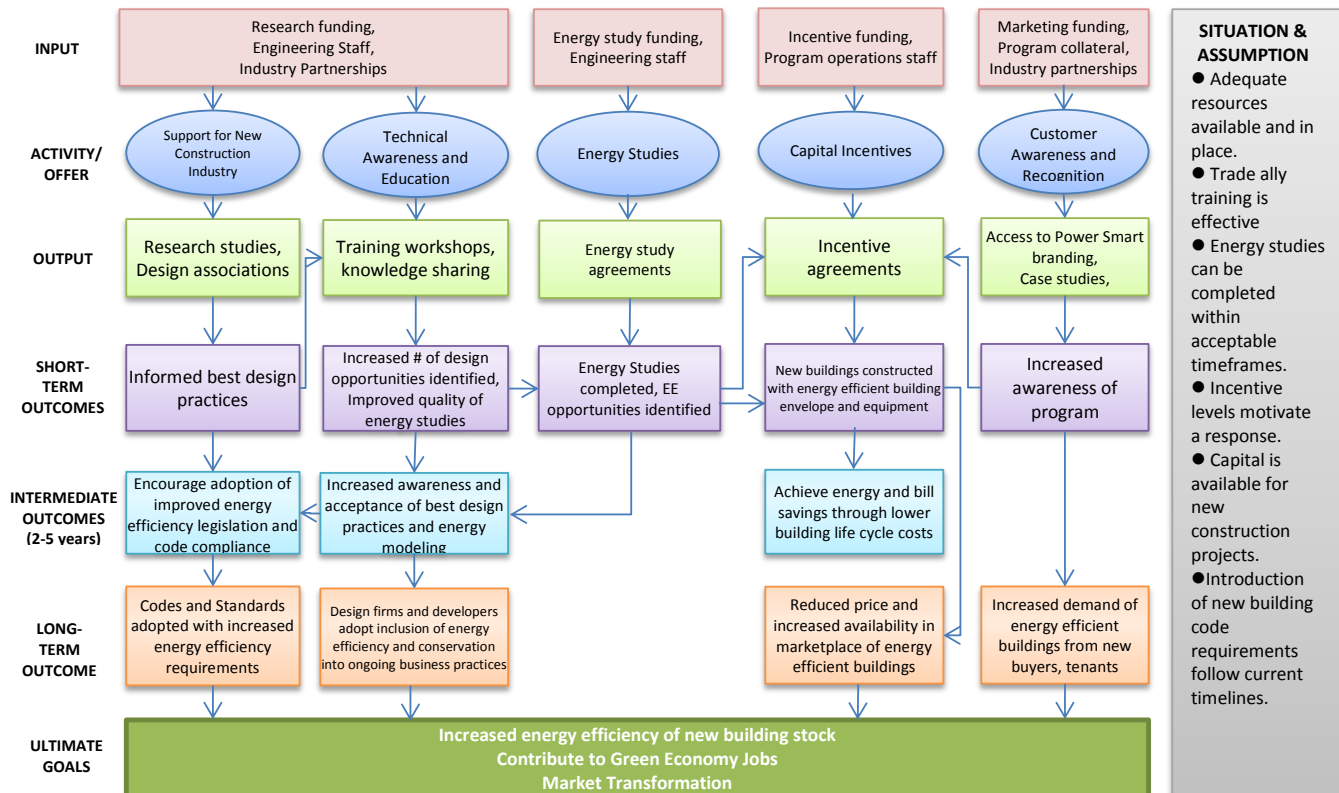 INPUT
Research funding,
Engineering Staff,
Industry Partnerships
Energy study funding,
Engineering staff
Incentive funding,
Program operations staff
Marketing funding,
Program collateral,
Industry partnerships
ACTIVITY/
OFFER
Support for New
Construction
Industry
Technical
Awareness and
Education
Energy Studies
Capital Incentives
Customer
Awareness and
Recognition
OUTPUT
Research studies,
Design associations
Training workshops,
knowledge sharing
Energy study
agreements
Incentive
agreements
Access to Power Smart
branding,
Case studies,
SHORT-
TERM
OUTCOMES
Informed best design
practices
Increased # of design
opportunities identified,
Improved quality of
energy studies
Energy Studies
completed, EE
opportunities identified
New buildings constructed
with energy efficient building
envelope and equipment
Increased
awareness of
program
INTERMEDIATE
OUTCOMES
(2-5 years)
Encourage adoption of
improved energy
efficiency legislation and
code compliance
Increased awareness and
acceptance of best design
practices and energy
modeling
Achieve energy and bill
savings through lower
building life cycle costs
LONG-
TERM
OUTCOME
Codes and Standards
adopted with increased
energy efficiency
requirements
Design firms and developers
adopt inclusion of energy
efficiency and conservation
into ongoing business practices
Reduced price and
increased availability in
marketplace of energy
efficient buildings
Increased demand of
energy efficient
buildings from new
buyers, tenants
ULTIMATE
GOALS
Increased energy efficiency of new building stock
Contribute to Green Economy Jobs
Market Transformation
SITUATION &
ASSUMPTION
● Adequate
resources
available and in
place.
● Trade ally
training is
effective
● Energy studies
can be
completed
within
acceptable
timeframes.
● Incentive
levels motivate
a response.
● Capital is
available for
new
construction
projects.
●Introduction
of new building
code
requirements
follow current
timelines.